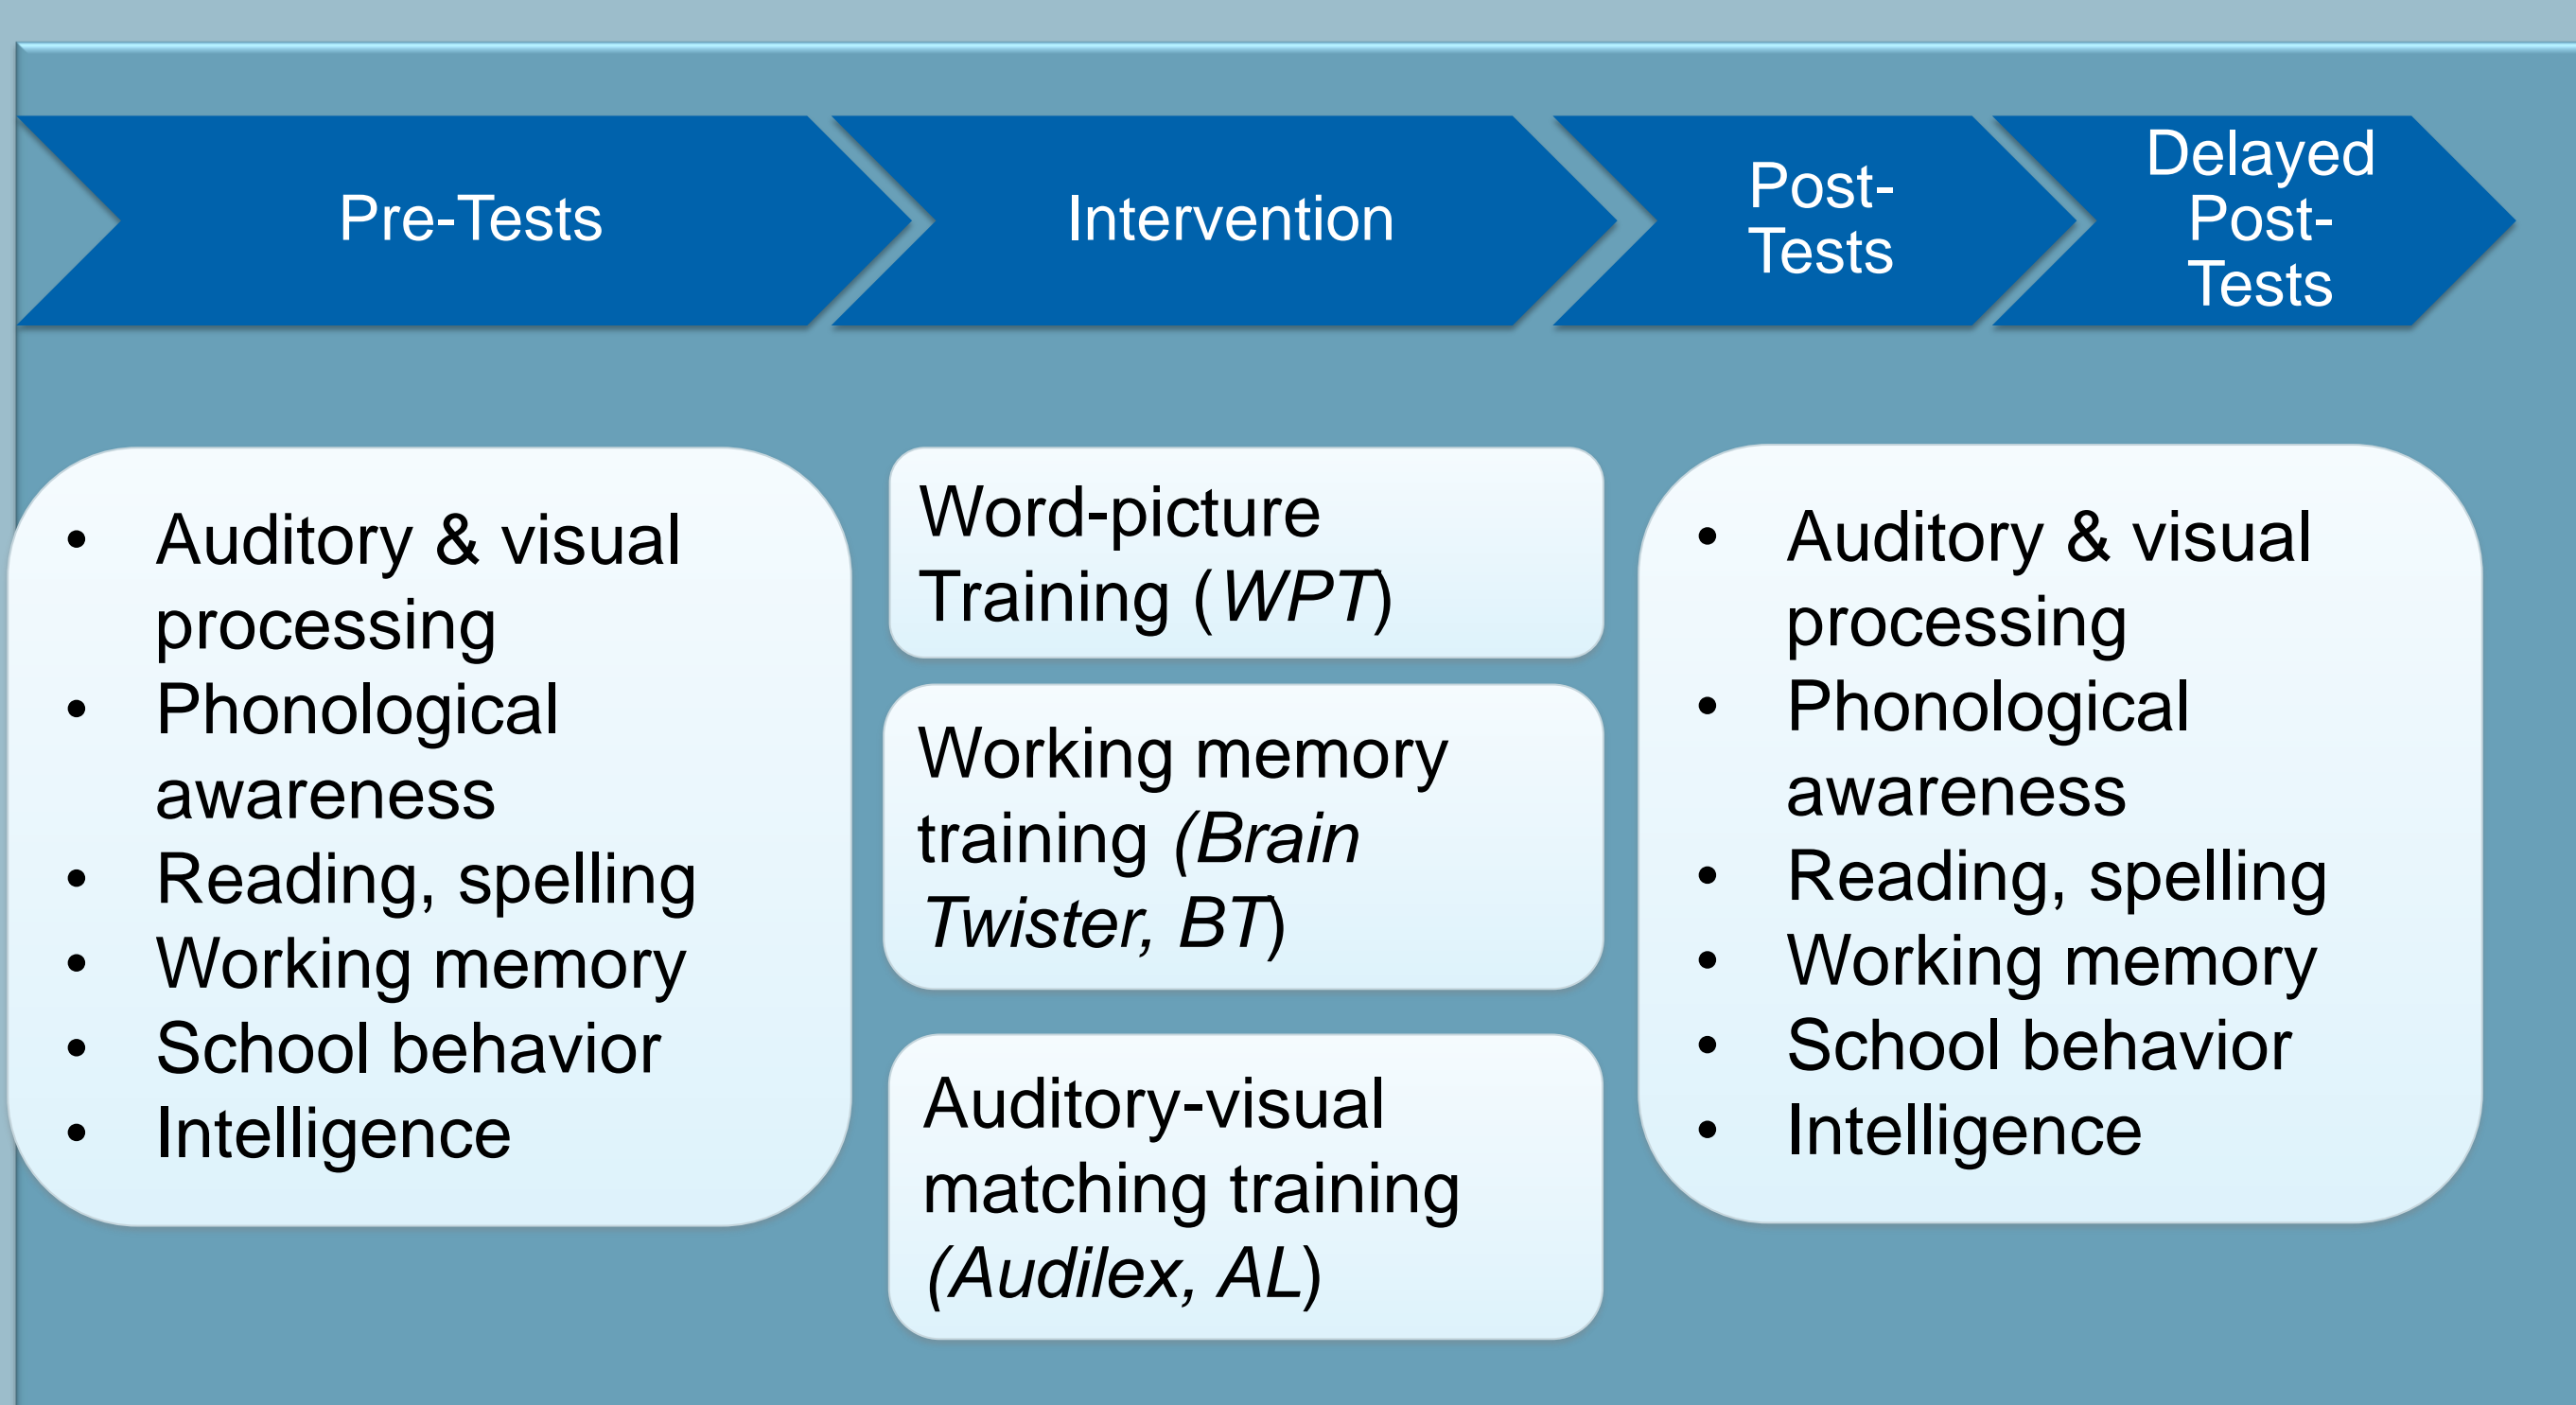 Pre-Tests
Intervention
Post-
Tests
Delayed
Post-
Tests
• Auditory & visual
processing
• Phonological
awareness
• Reading, spelling
• Working memory
• School behavior
• Intelligence
Word-picture
Training (WPT)
Working memory
training (Brain
Twister, BT)
Auditory-visual
matching training
(Audilex, AL)
• Auditory & visual
processing
• Phonological
awareness
• Reading, spelling
• Working memory
• School behavior
• Intelligence